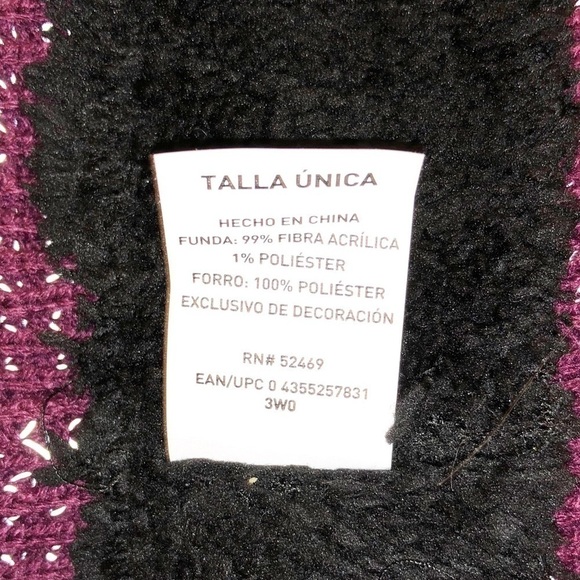 TALLA ÚNICA
HECHO EN CHINA
FUNDA: 99% FIBRA ACRÍLICA
1% POLIÉSTER
FORRO: 100% POLIÉSTER
EXCLUSIVO DE DECORACIÓN
RN# 52469
EAN/UPC 0 4355257831
3W0